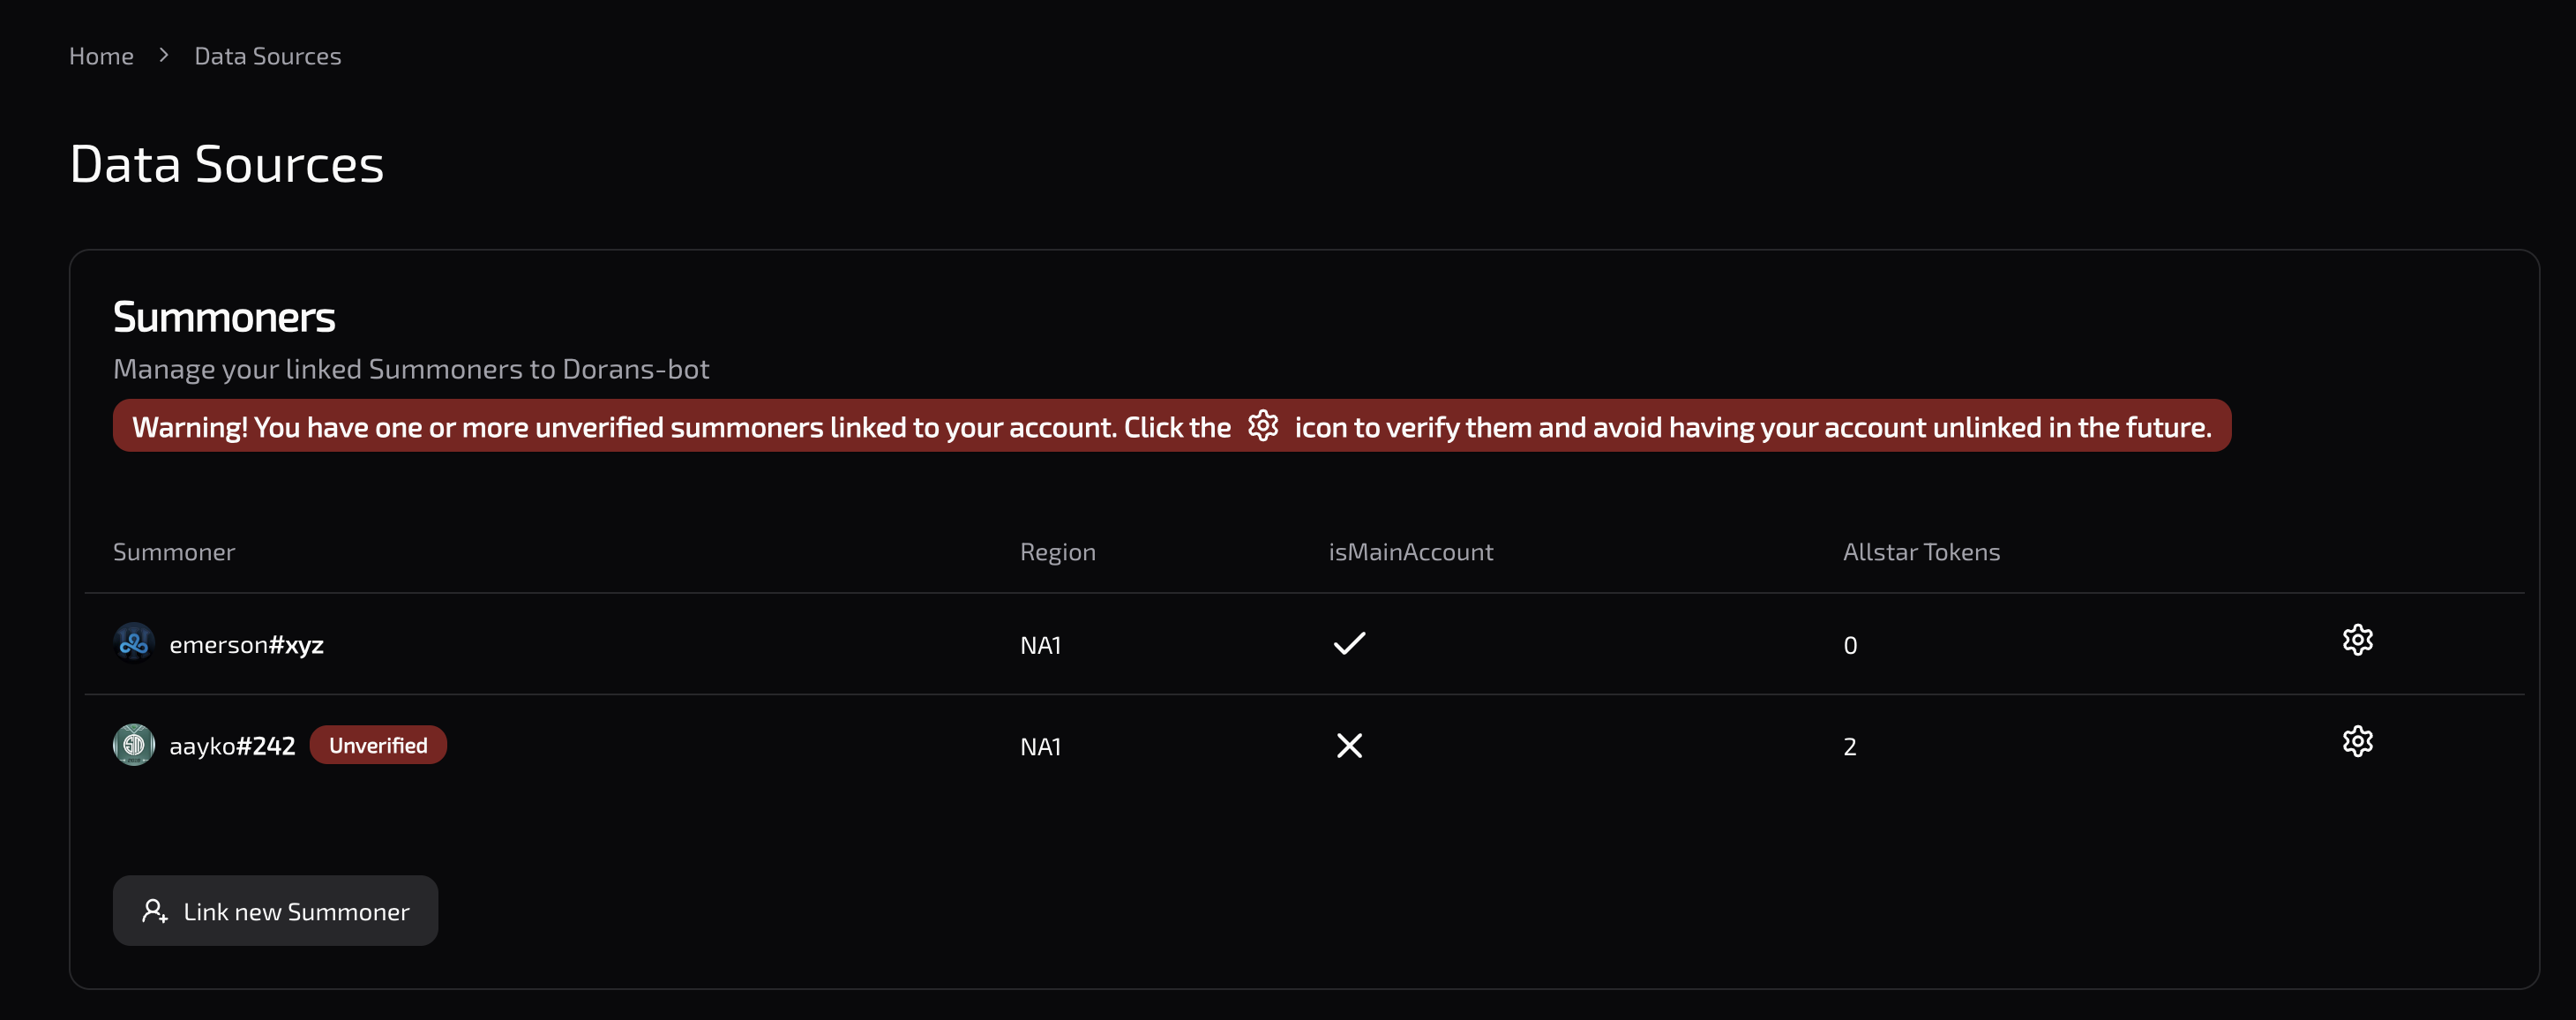 Home > Data Sources
Data Sources
Summoners
Manage your linked Summoners to Dorans-bot
Warning! You have one or more unverified summoners linked to your account. Click the icon to verify them and avoid having your account unlinked in the future.
Summoner Region isMainAccount Allstar Tokens
emerson#xyz NA1 0
aayko#242 Unverified NA1 2
Link new Summoner